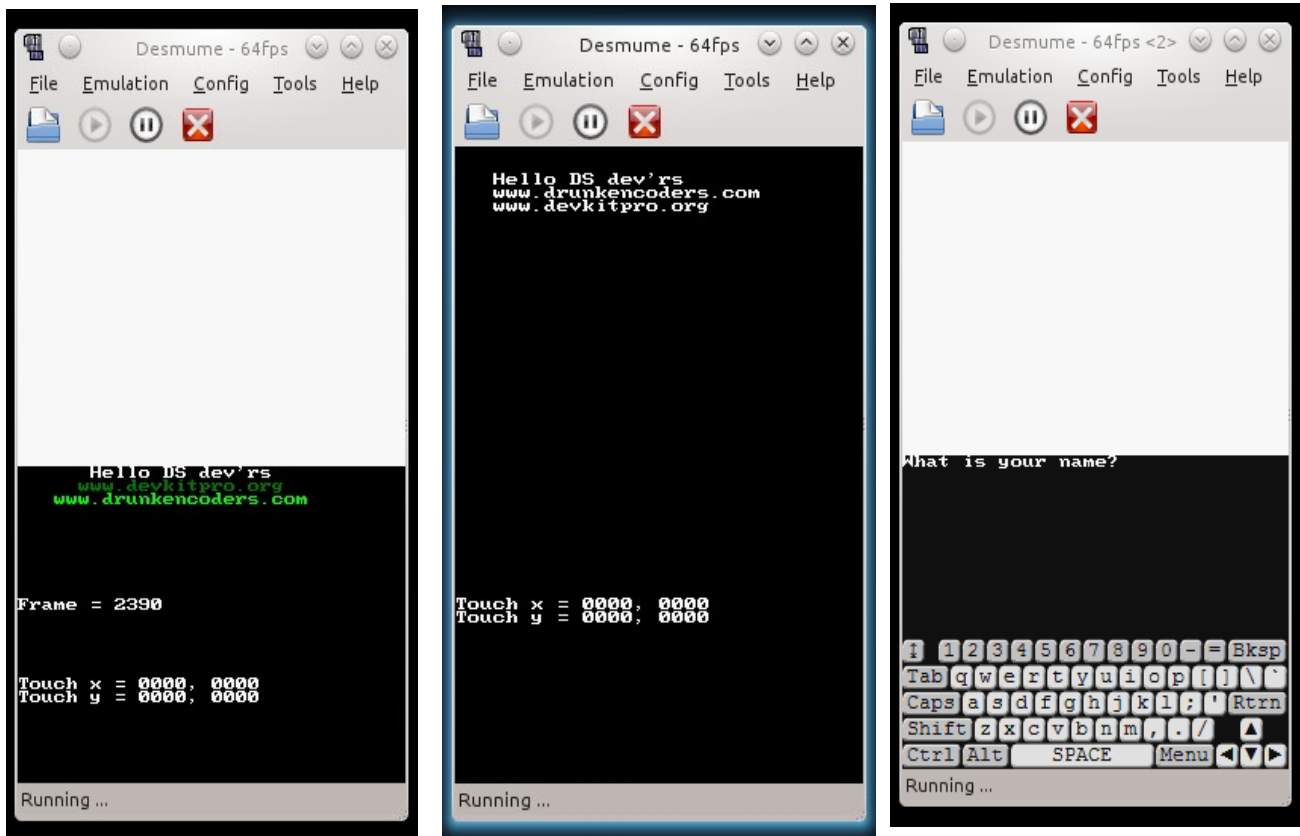 Desmume - 64fps
File Emulation Config Tools Help
Hello DS dev'rs
www.devkitpro.org
www.drunkencoders.com
Frame = 2390
Touch x = 0000, 0000
Touch y = 0000, 0000
Running ...
Desmume - 64fps
File Emulation Config Tools Help
Hello DS dev'rs
www.drunkencoders.com
www.devkitpro.org
Touch x = 0000, 0000
Touch y = 0000, 0000
Running ...
Desmume - 64fps <2>
File Emulation Config Tools Help
What is your name?
1 2 3 4 5 6 7 8 9 0 - = Bksp
Tab q w e r t y u i o p [ ] \ `
Caps a s d f g h j k l ; ' Rtrn
Shift z x c v b n m , . /
Ctrl Alt SPACE Menu
Running ...